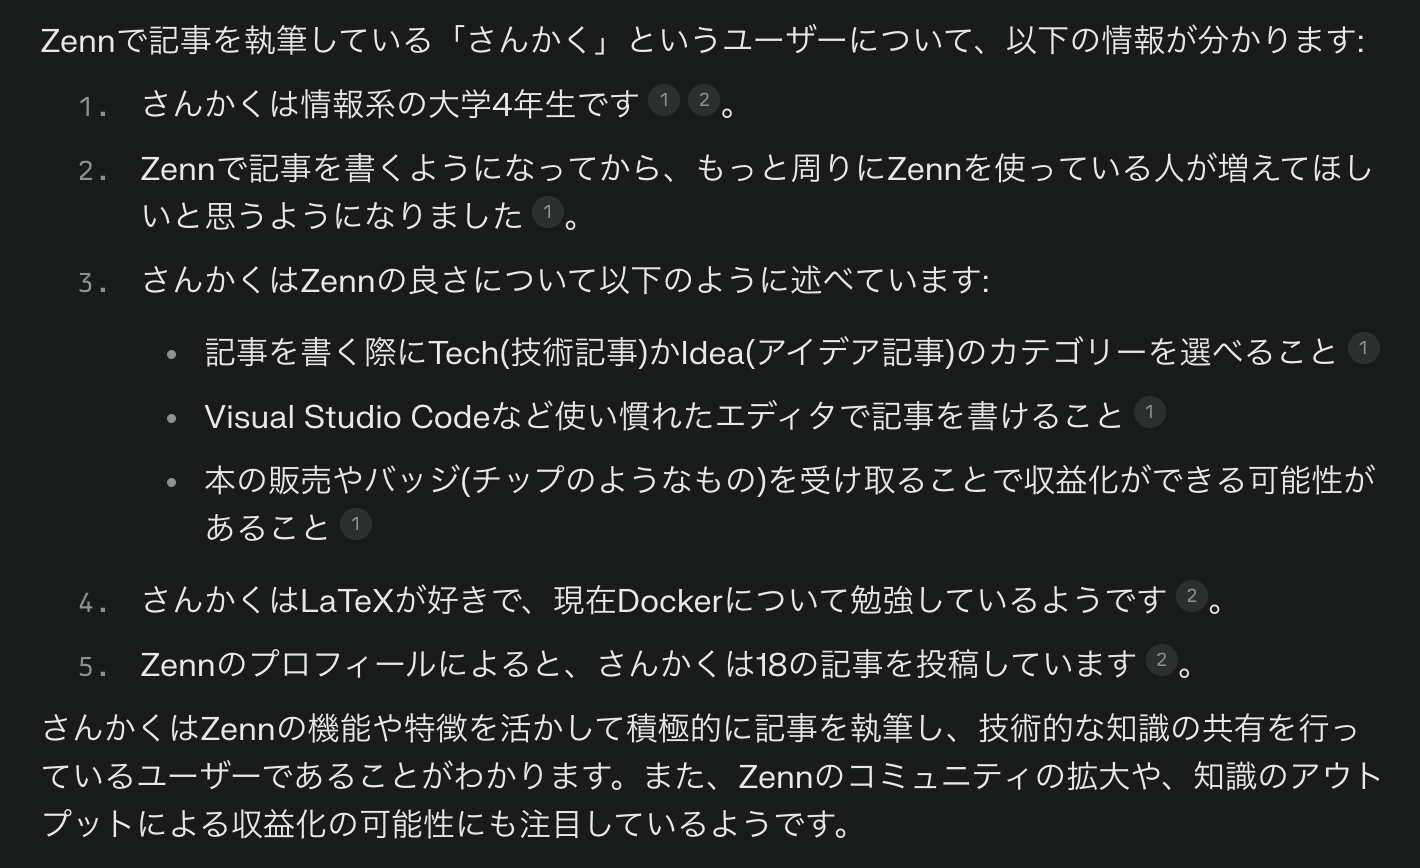 Zennで記事を執筆している「さんかく」というユーザーについて、以下の情報が分かります:
1. さんかくは情報系の大学4年生です 1 2 。
2. Zennで記事を書くようになってから、もっと周りにZennを使っている人が増えてほし
いと思うようになりました 1 。
3. さんかくはZennの良さについて以下のように述べています:
• 記事を書く際にTech(技術記事)かIdea(アイデア記事)のカテゴリーを選べること 1
• Visual Studio Codeなど使い慣れたエディタで記事を書けること 1
• 本の販売やバッジ(チップのようなもの)を受け取ることで収益化ができる可能性が
あること 1
4. さんかくはLaTeXが好きで、現在Dockerについて勉強しているようです 2 。
5. Zennのプロフィールによると、さんかくは18の記事を投稿しています 2 。
さんかくはZennの機能や特徴を活かして積極的に記事を執筆し、技術的な知識の共有を行っ
ているユーザーであることがわかります。また、Zennのコミュニティの拡大や、知識のアウト
プットによる収益化の可能性にも注目しているようです。